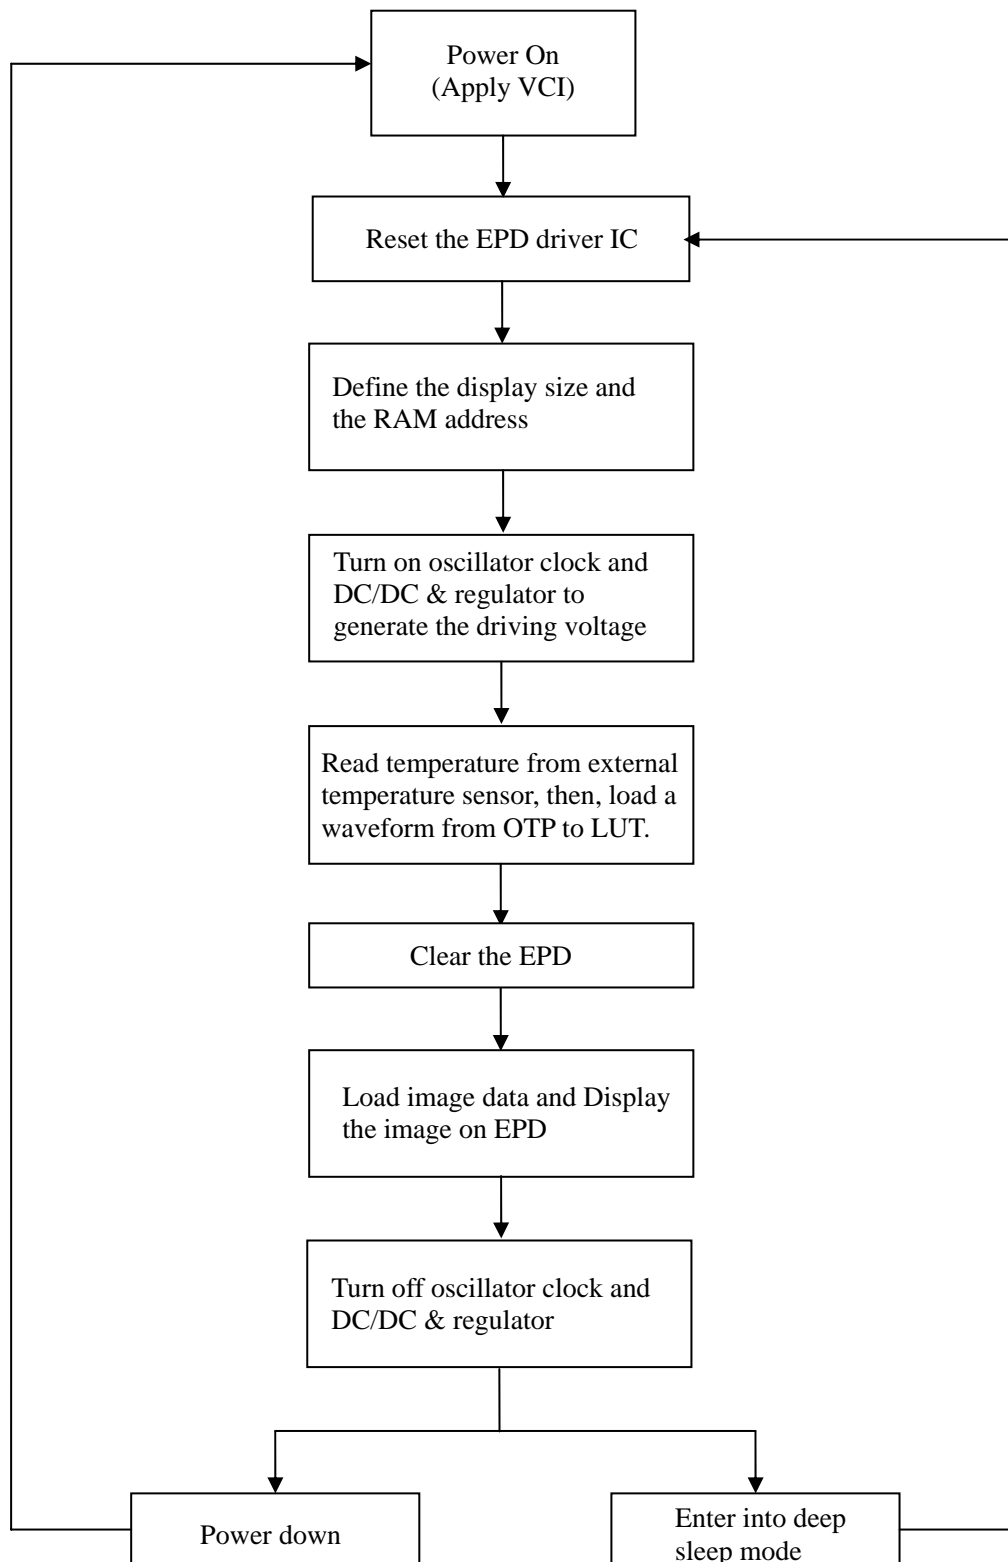 Power On
(Apply VCI)
Reset the EPD driver IC
Define the display size and
the RAM address
Turn on oscillator clock and
DC/DC & regulator to
generate the driving voltage
Read temperature from external
temperature sensor, then, load a
waveform from OTP to LUT.
Clear the EPD
Load image data and Display
the image on EPD
Turn off oscillator clock and
DC/DC & regulator
Power down
Enter into deep
sleep mode